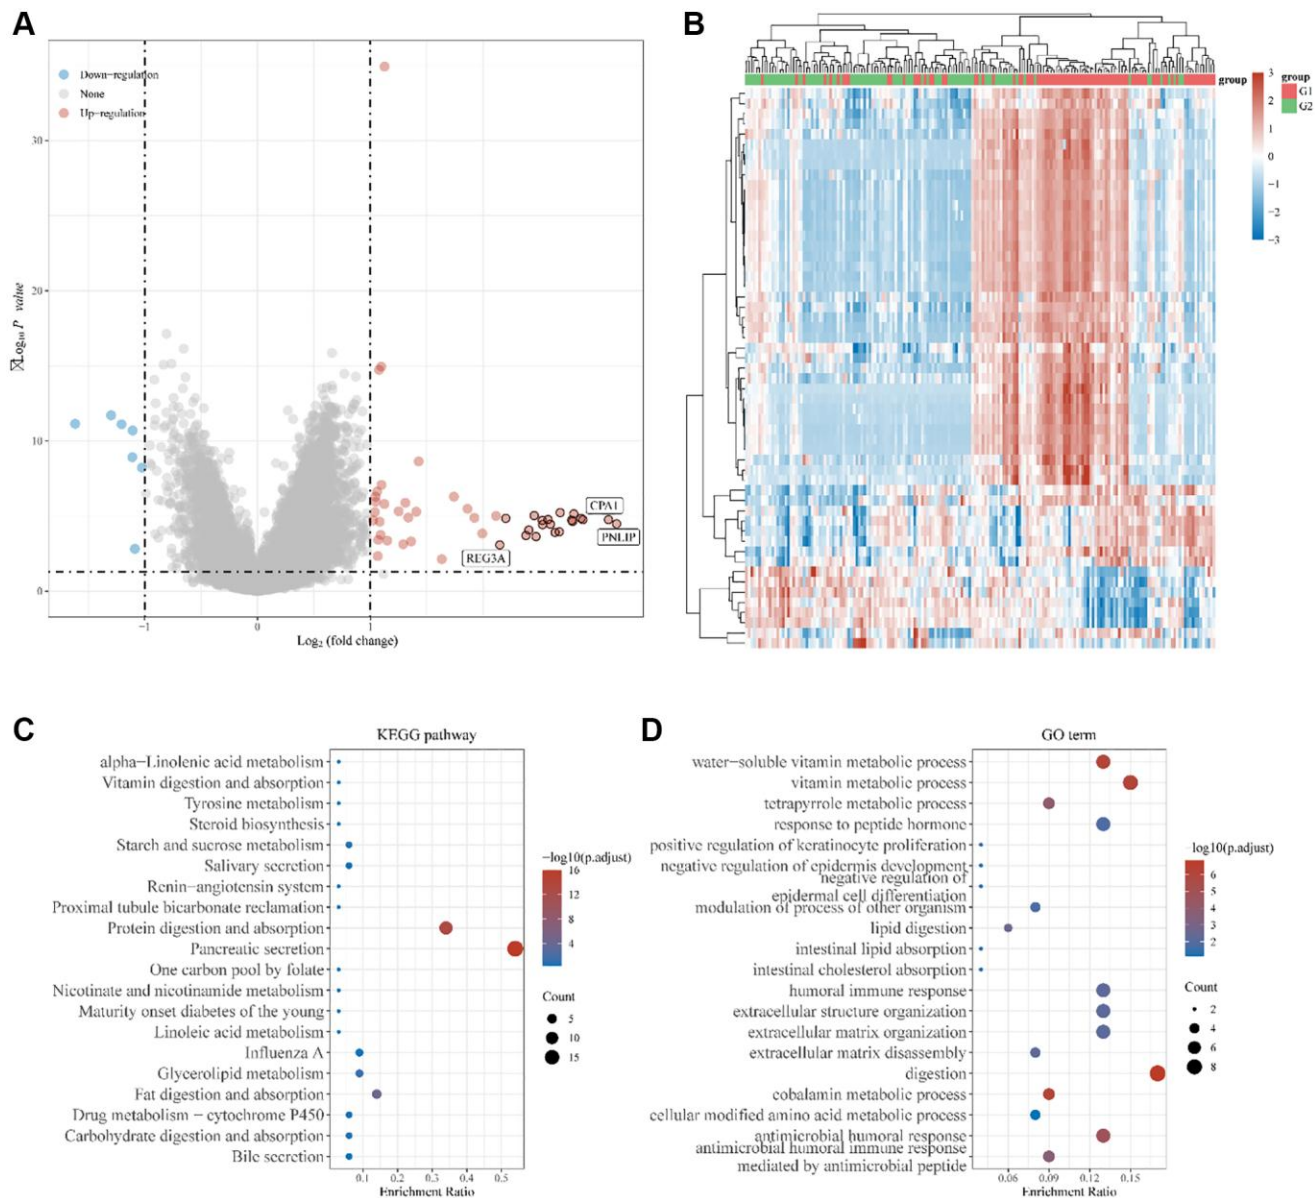 A
Down-regulation
None
Up-regulation
30
20
10
0
Log₁₀ P value
CPA1
PNLIP
REG3A
-1
0
1
Log₂ (fold change)
B
group
3
2
1
0
-1
-2
-3
group
G1
G2
C
KEGG pathway
alpha-Linolenic acid metabolism
Vitamin digestion and absorption
Tyrosine metabolism
Steroid biosynthesis
Starch and sucrose metabolism
Salivary secretion
Renin-angiotensin system
Proximal tubule bicarbonate reclamation
Protein digestion and absorption
Pancreatic secretion
One carbon pool by folate
Nicotinate and nicotinamide metabolism
Maturity onset diabetes of the young
Linoleic acid metabolism
Influenza A
Glycerolipid metabolism
Fat digestion and absorption
Drug metabolism - cytochrome P450
Carbohydrate digestion and absorption
Bile secretion
0.1 0.2 0.3 0.4 0.5
Enrichment Ratio
-log10(p.adjust)
16
12
8
4
Count
5
10
15
D
GO term
water-soluble vitamin metabolic process
vitamin metabolic process
tetrapyrrole metabolic process
response to peptide hormone
positive regulation of keratinocyte proliferation
negative regulation of epidermis development
negative regulation of
epidermal cell differentiation
modulation of process of other organism
lipid digestion
intestinal lipid absorption
intestinal cholesterol absorption
humoral immune response
extracellular structure organization
extracellular matrix organization
extracellular matrix disassembly
digestion
cobalamin metabolic process
cellular modified amino acid metabolic process
antimicrobial humoral response
antimicrobial humoral immune response
mediated by antimicrobial peptide
0.06 0.09 0.12 0.15
Enrichment Ratio
-log10(p.adjust)
6
5
4
3
2
Count
2
4
6
8